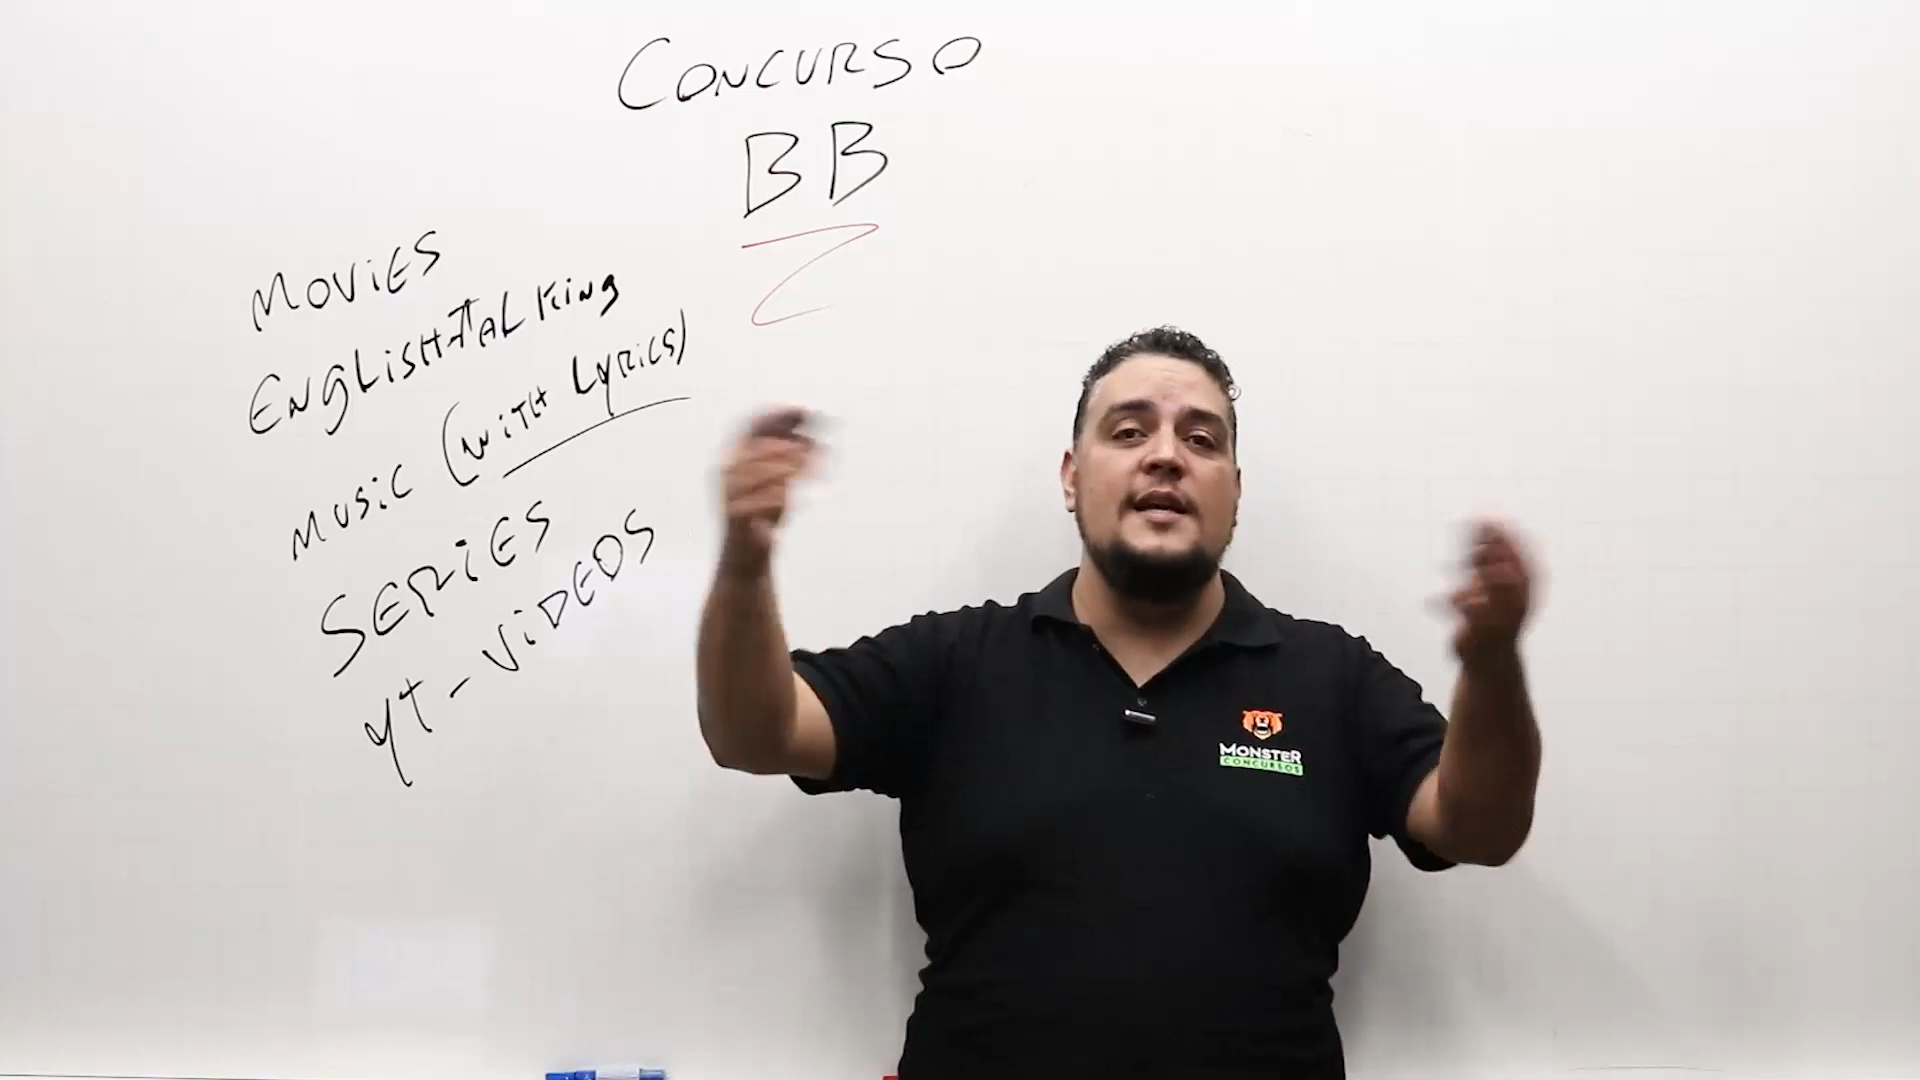 CONCURSO
BB
MOVIES
ENGLISH-TALKING
MUSIC (WITH LYRICS)
SERIES
YT - VIDEOS
MONSTER
CONCURSOS